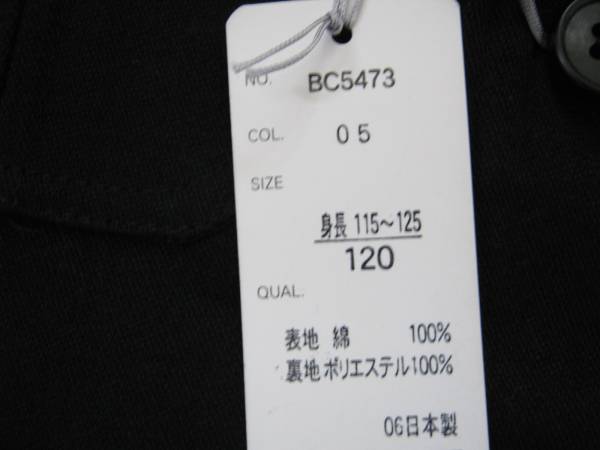 NO. BC5473
COL. 05
SIZE
身長 115～125
120
QUAL.
表地 綿 100%
裏地 ポリエステル100%
06日本製